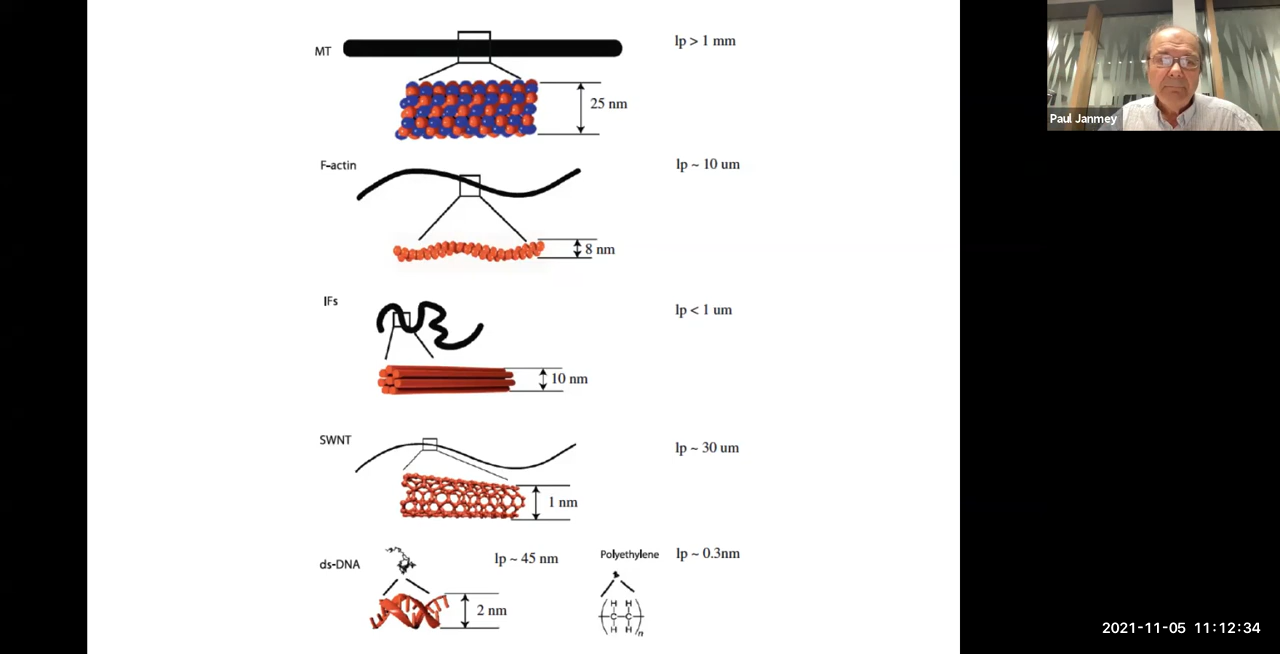 MT
lp > 1 mm
25 nm
Paul Janmey
F-actin
lp ~ 10 um
8 nm
IFs
lp < 1 um
10 nm
SWNT
lp ~ 30 um
1 nm
ds-DNA
lp ~ 45 nm
2 nm
Polyethylene
lp ~ 0.3nm
H H
C C
H H
n
2021-11-05 11:12:34